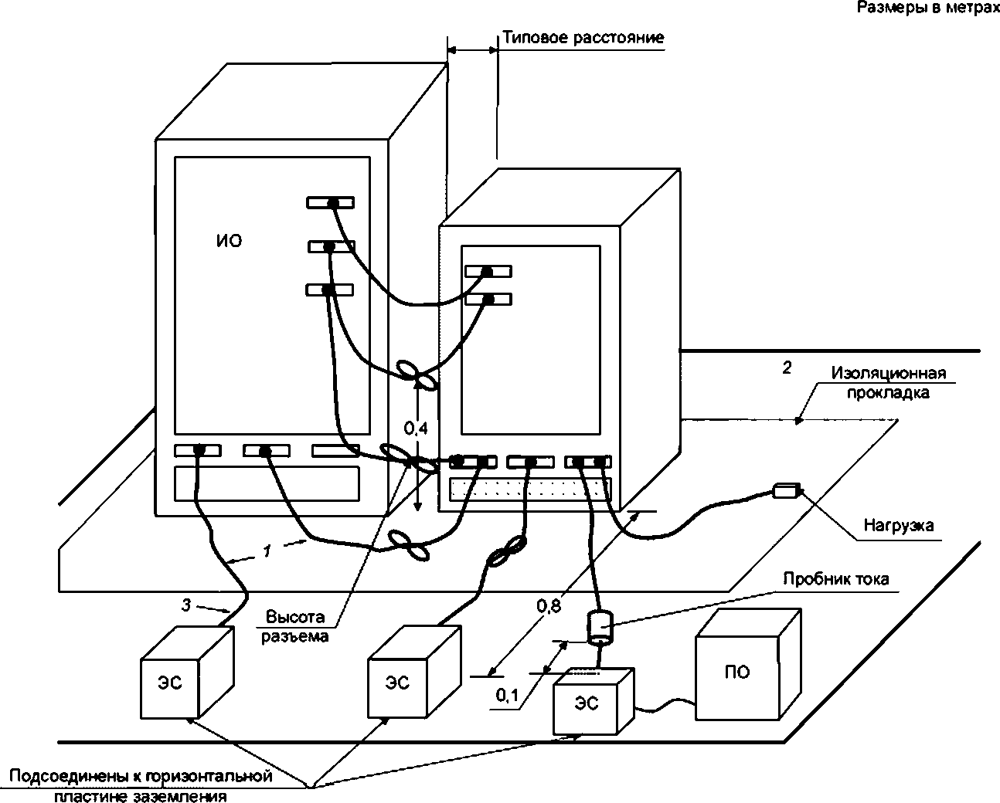 Размеры в метрах
Типовое расстояние
ИО
2
Изоляционная
прокладка
0,4
Нагрузка
1
Пробник тока
3
0,8
Высота
разъема
ЭС
ЭС
0,1
ЭС
ПО
Подсоединены к горизонтальной
пластине заземления